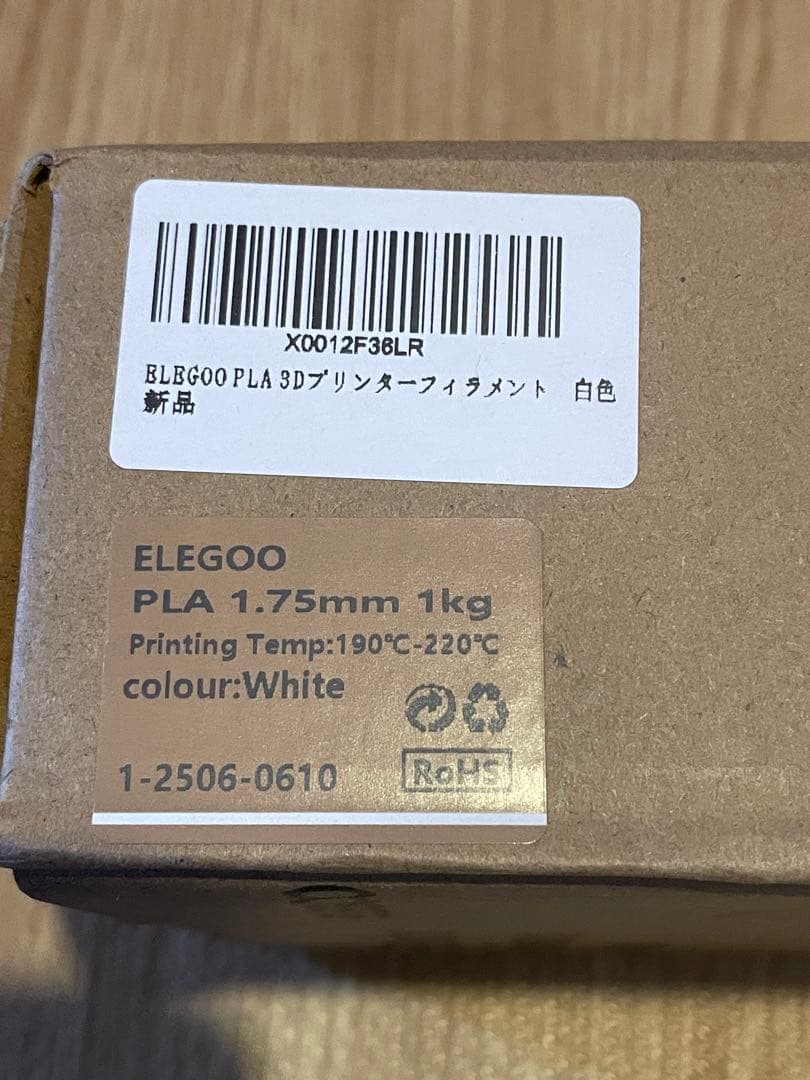 X0012F36LR
ELEGOO PLA 3Dプリンターフィラメント 白色
新品
ELEGOO
PLA 1.75mm 1kg
Printing Temp:190℃-220℃
colour:White
1-2506-0610
RoHS